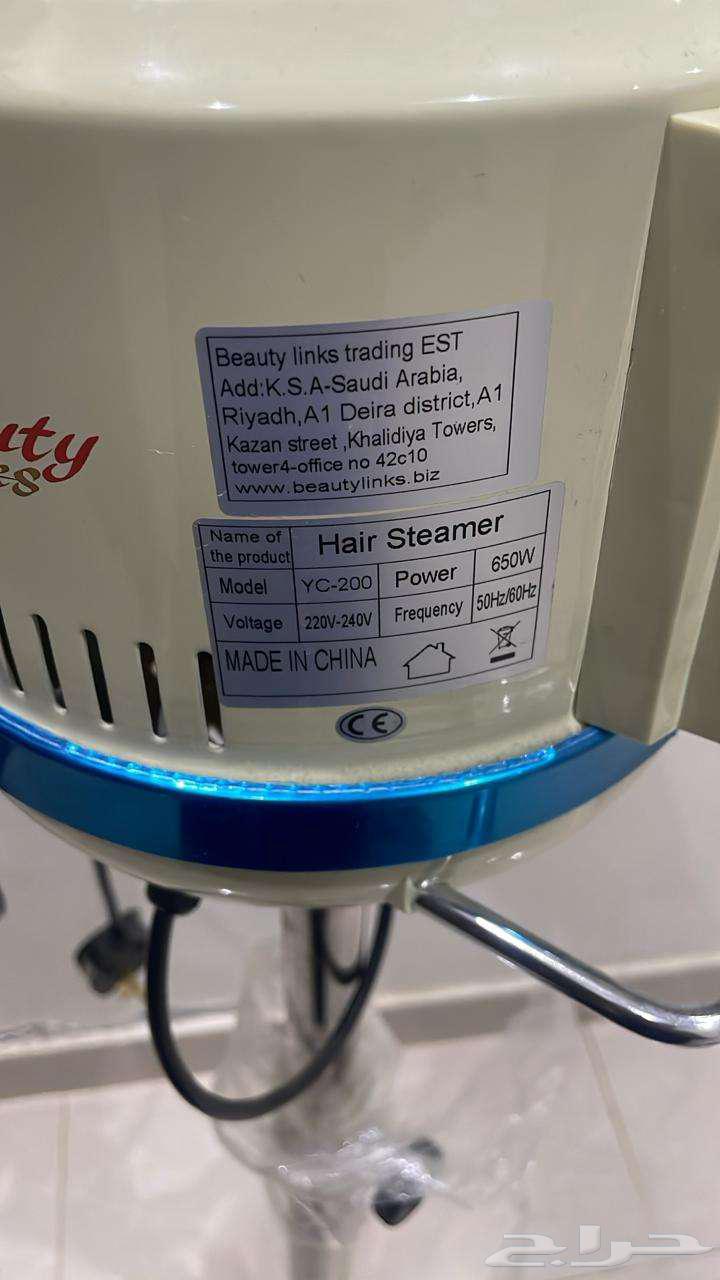 Beauty links trading EST
Add:K.S.A-Saudi Arabia,
Riyadh,A1 Deira district,A1
Kazan street ,Khalidiya Towers,
tower4-office no 42c10
www.beautylinks.biz
Name of the product Hair Steamer
Model YC-200 Power 650W
Voltage 220V-240V Frequency 50Hz/60Hz
MADE IN CHINA
CE
حراج